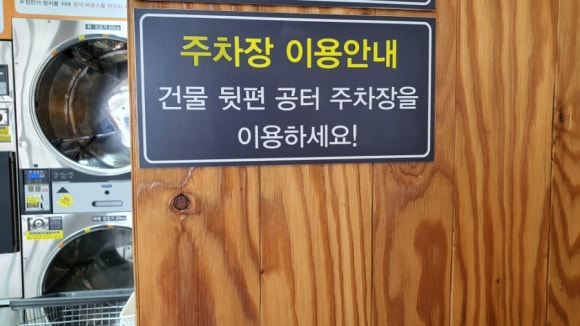 주차장 이용안내
건물 뒷편 공터 주차장을
이용하세요!